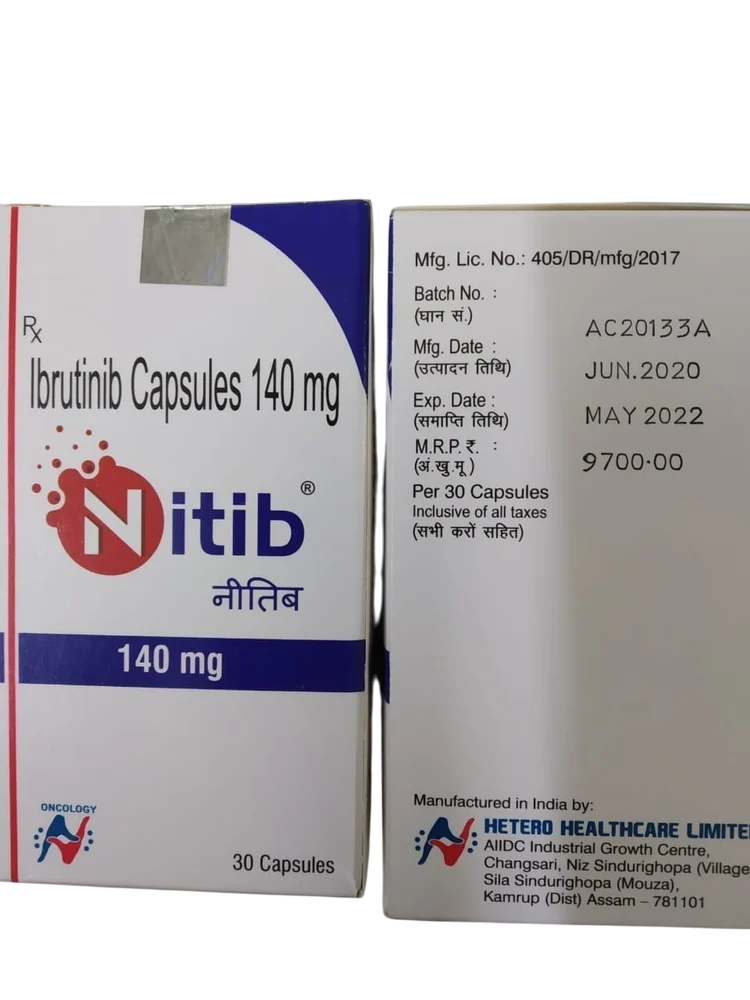 Rx
Ibrutinib Capsules 140 mg
Nitib®
नीतिब
140 mg
ONCOLOGY
30 Capsules
Mfg. Lic. No.: 405/DR/mfg/2017
Batch No. :
(घान सं.)
AC20133A
Mfg. Date :
(उत्पादन तिथि)
JUN.2020
Exp. Date :
(समाप्ति तिथि)
MAY 2022
M.R.P. ₹. :
(अं.खु.मू.)
9700.00
Per 30 Capsules
Inclusive of all taxes
(सभी करों सहित)
Manufactured in India by:
HETERO HEALTHCARE LIMITE
AIIDC Industrial Growth Centre,
Changsari, Niz Sindurighopa (Village
Sila Sindurighopa (Mouza),
Kamrup (Dist) Assam – 781101